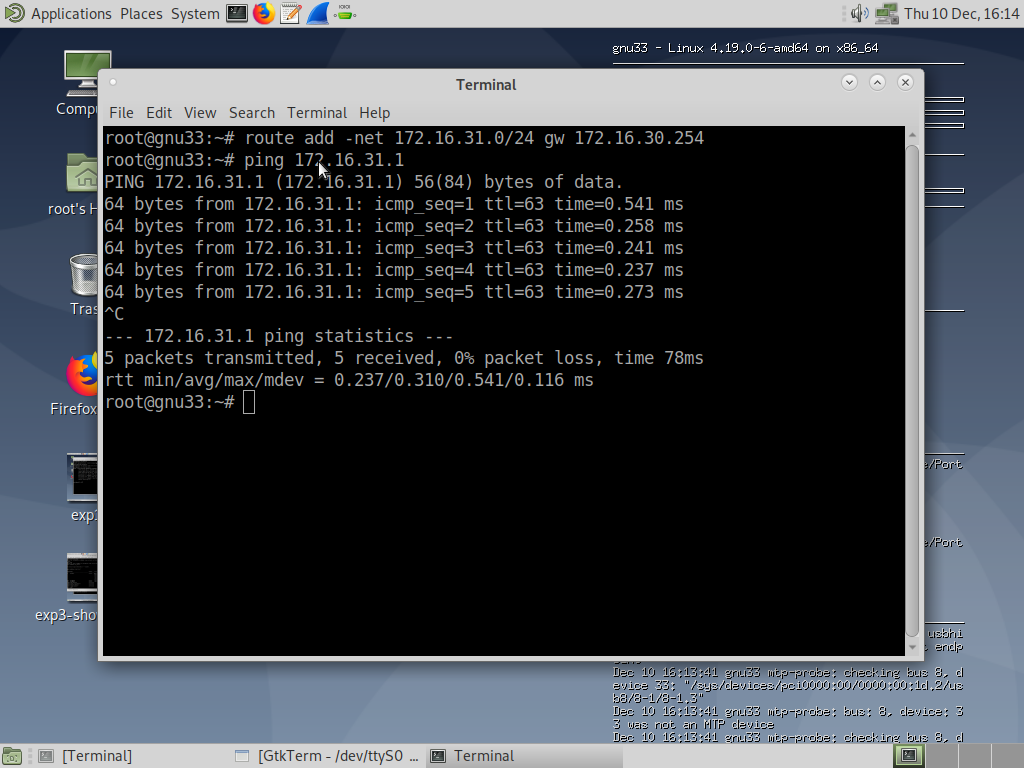 Applications Places System
Thu 10 Dec, 16:14
gnu33 - Linux 4.19.0-6-amd64 on x86_64
Terminal
File Edit View Search Terminal Help
root@gnu33:~# route add -net 172.16.31.0/24 gw 172.16.30.254
root@gnu33:~# ping 172.16.31.1
PING 172.16.31.1 (172.16.31.1) 56(84) bytes of data.
64 bytes from 172.16.31.1: icmp_seq=1 ttl=63 time=0.541 ms
64 bytes from 172.16.31.1: icmp_seq=2 ttl=63 time=0.258 ms
64 bytes from 172.16.31.1: icmp_seq=3 ttl=63 time=0.241 ms
64 bytes from 172.16.31.1: icmp_seq=4 ttl=63 time=0.237 ms
64 bytes from 172.16.31.1: icmp_seq=5 ttl=63 time=0.273 ms
^C
--- 172.16.31.1 ping statistics ---
5 packets transmitted, 5 received, 0% packet loss, time 78ms
rtt min/avg/max/mdev = 0.237/0.310/0.541/0.116 ms
root@gnu33:~#
Compu
root's H
Tras
Firefox
exp
exp3-sho
e/Port
e/Port
usbhi
endp
Dec 10 16:13:41 gnu33 mtp-probe: checking bus 8, d
evice 33: "/sys/devices/pci0000:00/0000:00:1d.2/us
b8/8-1/8-1.3"
Dec 10 16:13:41 gnu33 mtp-probe: bus: 8, device: 3
3 was not an MTP device
Dec 10 16:13:41 gnu33 mtp-probe: checking bus 8, d
[Terminal]
[GtkTerm - /dev/ttyS0 ...
Terminal